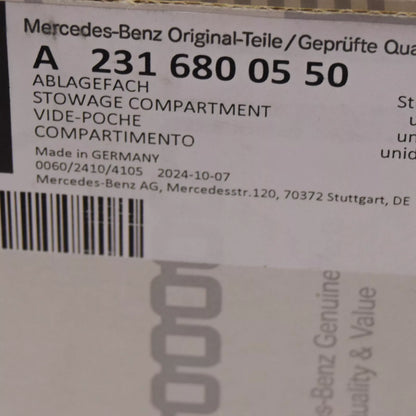 Mercedes-Benz Original-Teile/Geprüfte Qua
A 231 680 05 50
ABLAGEFACH
STOWAGE COMPARTMENT
VIDE-POCHE
COMPARTIMENTO
St
u
un
unid
Made in GERMANY
0060/2410/4105 2024-10-07
Mercedes-Benz AG, Mercedesstr.120, 70372 Stuttgart, DE
s-Benz Genuine
uality & Value